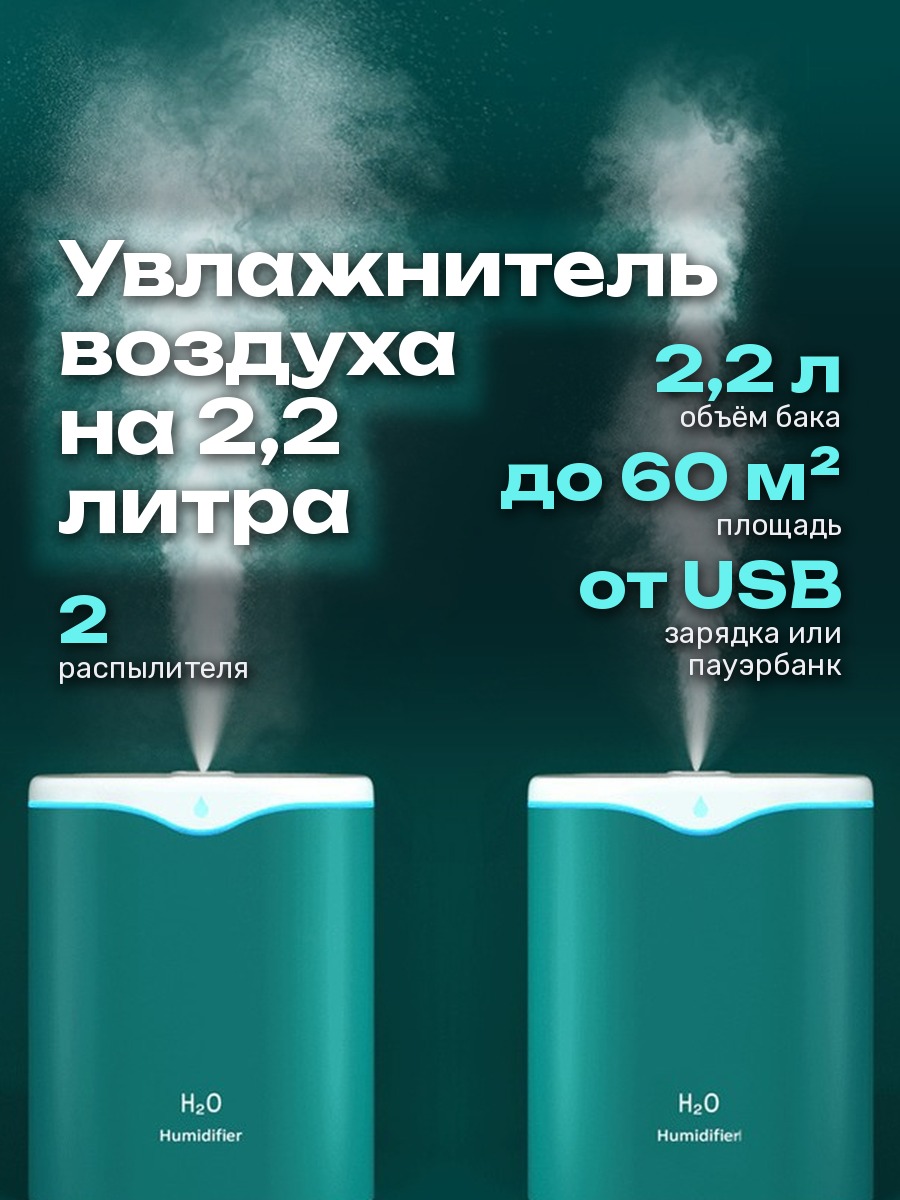 Увлажнитель
воздуха
на 2,2
литра
2,2 л
объём бака
до 60 м²
площадь
от USB
зарядка или
пауэрбанк
2
распылителя
H₂O
Humidifier
H₂O
Humidifier